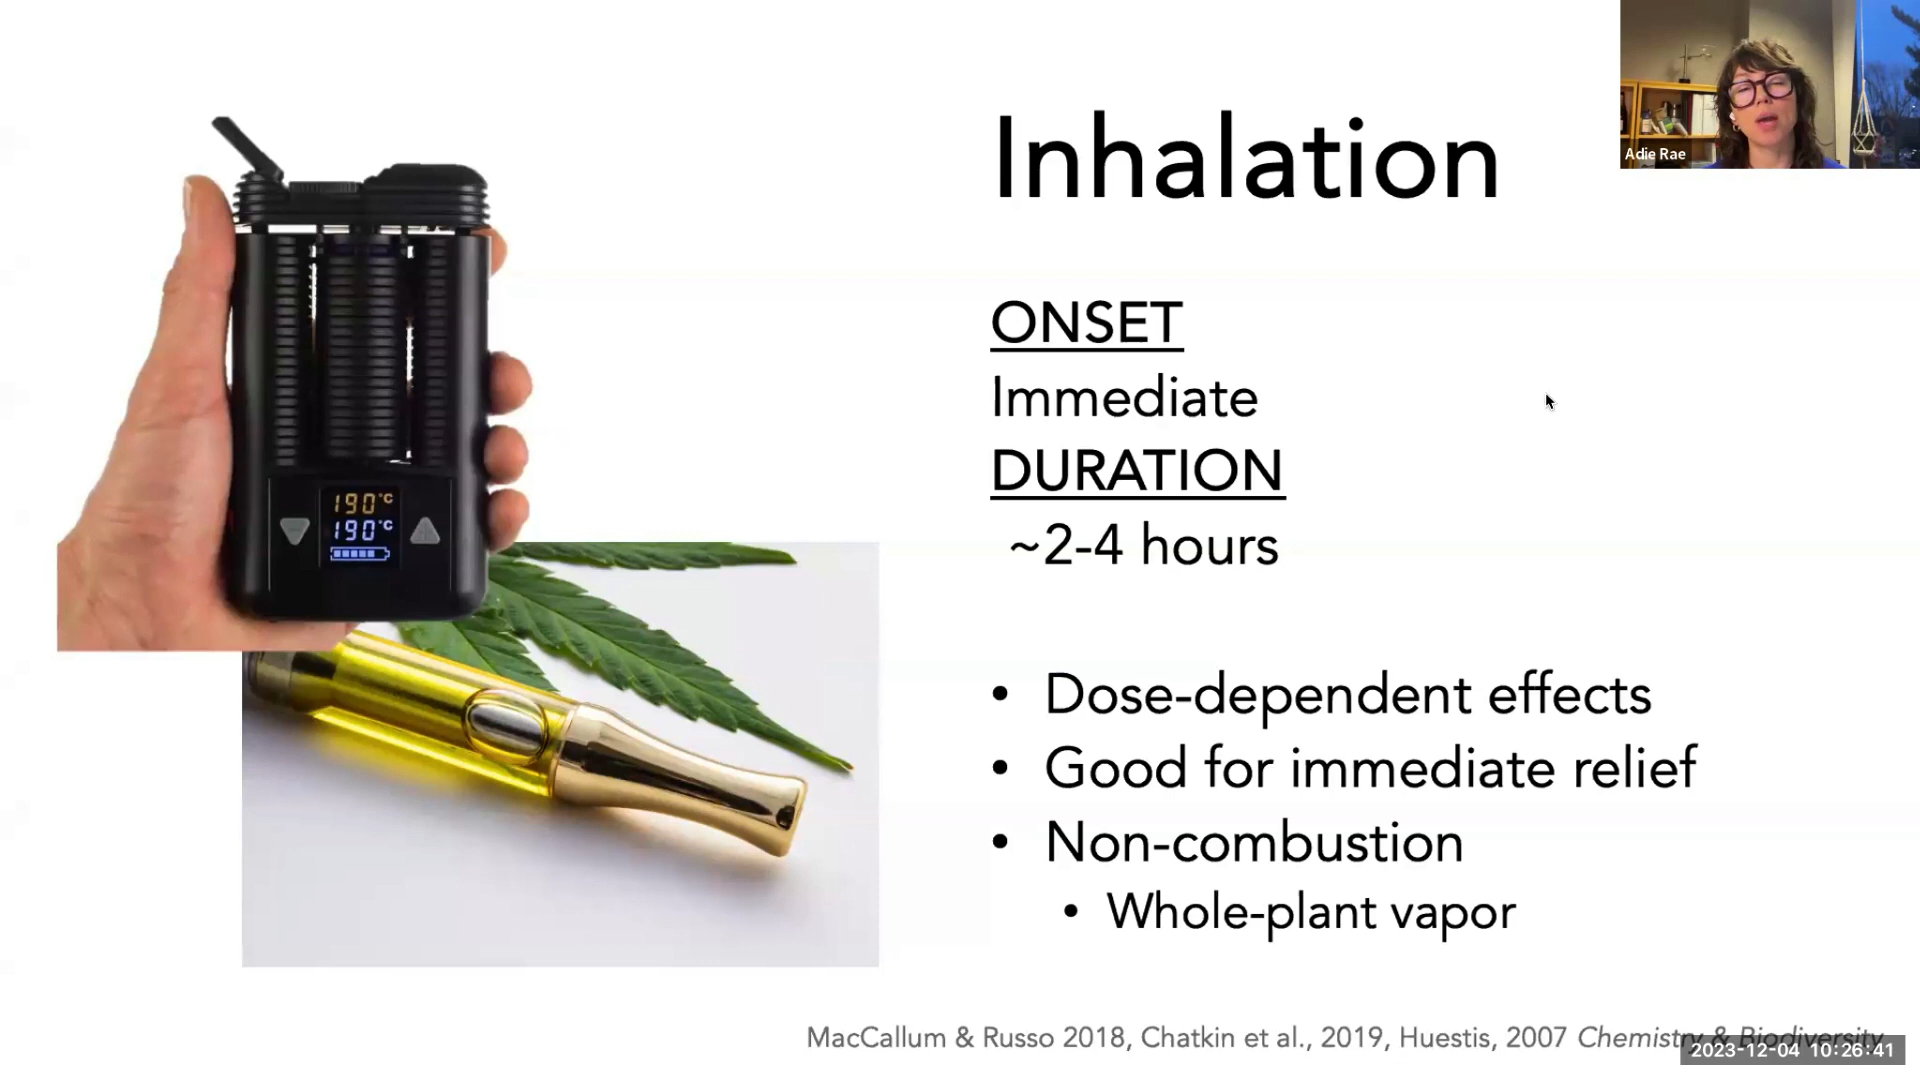 Inhalation
Adie Rae
ONSET
Immediate
DURATION
~2-4 hours
190°C
190°C
• Dose-dependent effects
• Good for immediate relief
• Non-combustion
• Whole-plant vapor
MacCallum & Russo 2018, Chatkin et al., 2019, Huestis, 2007 Chemistry & Biodiversity
2023-12-04 10:26:41